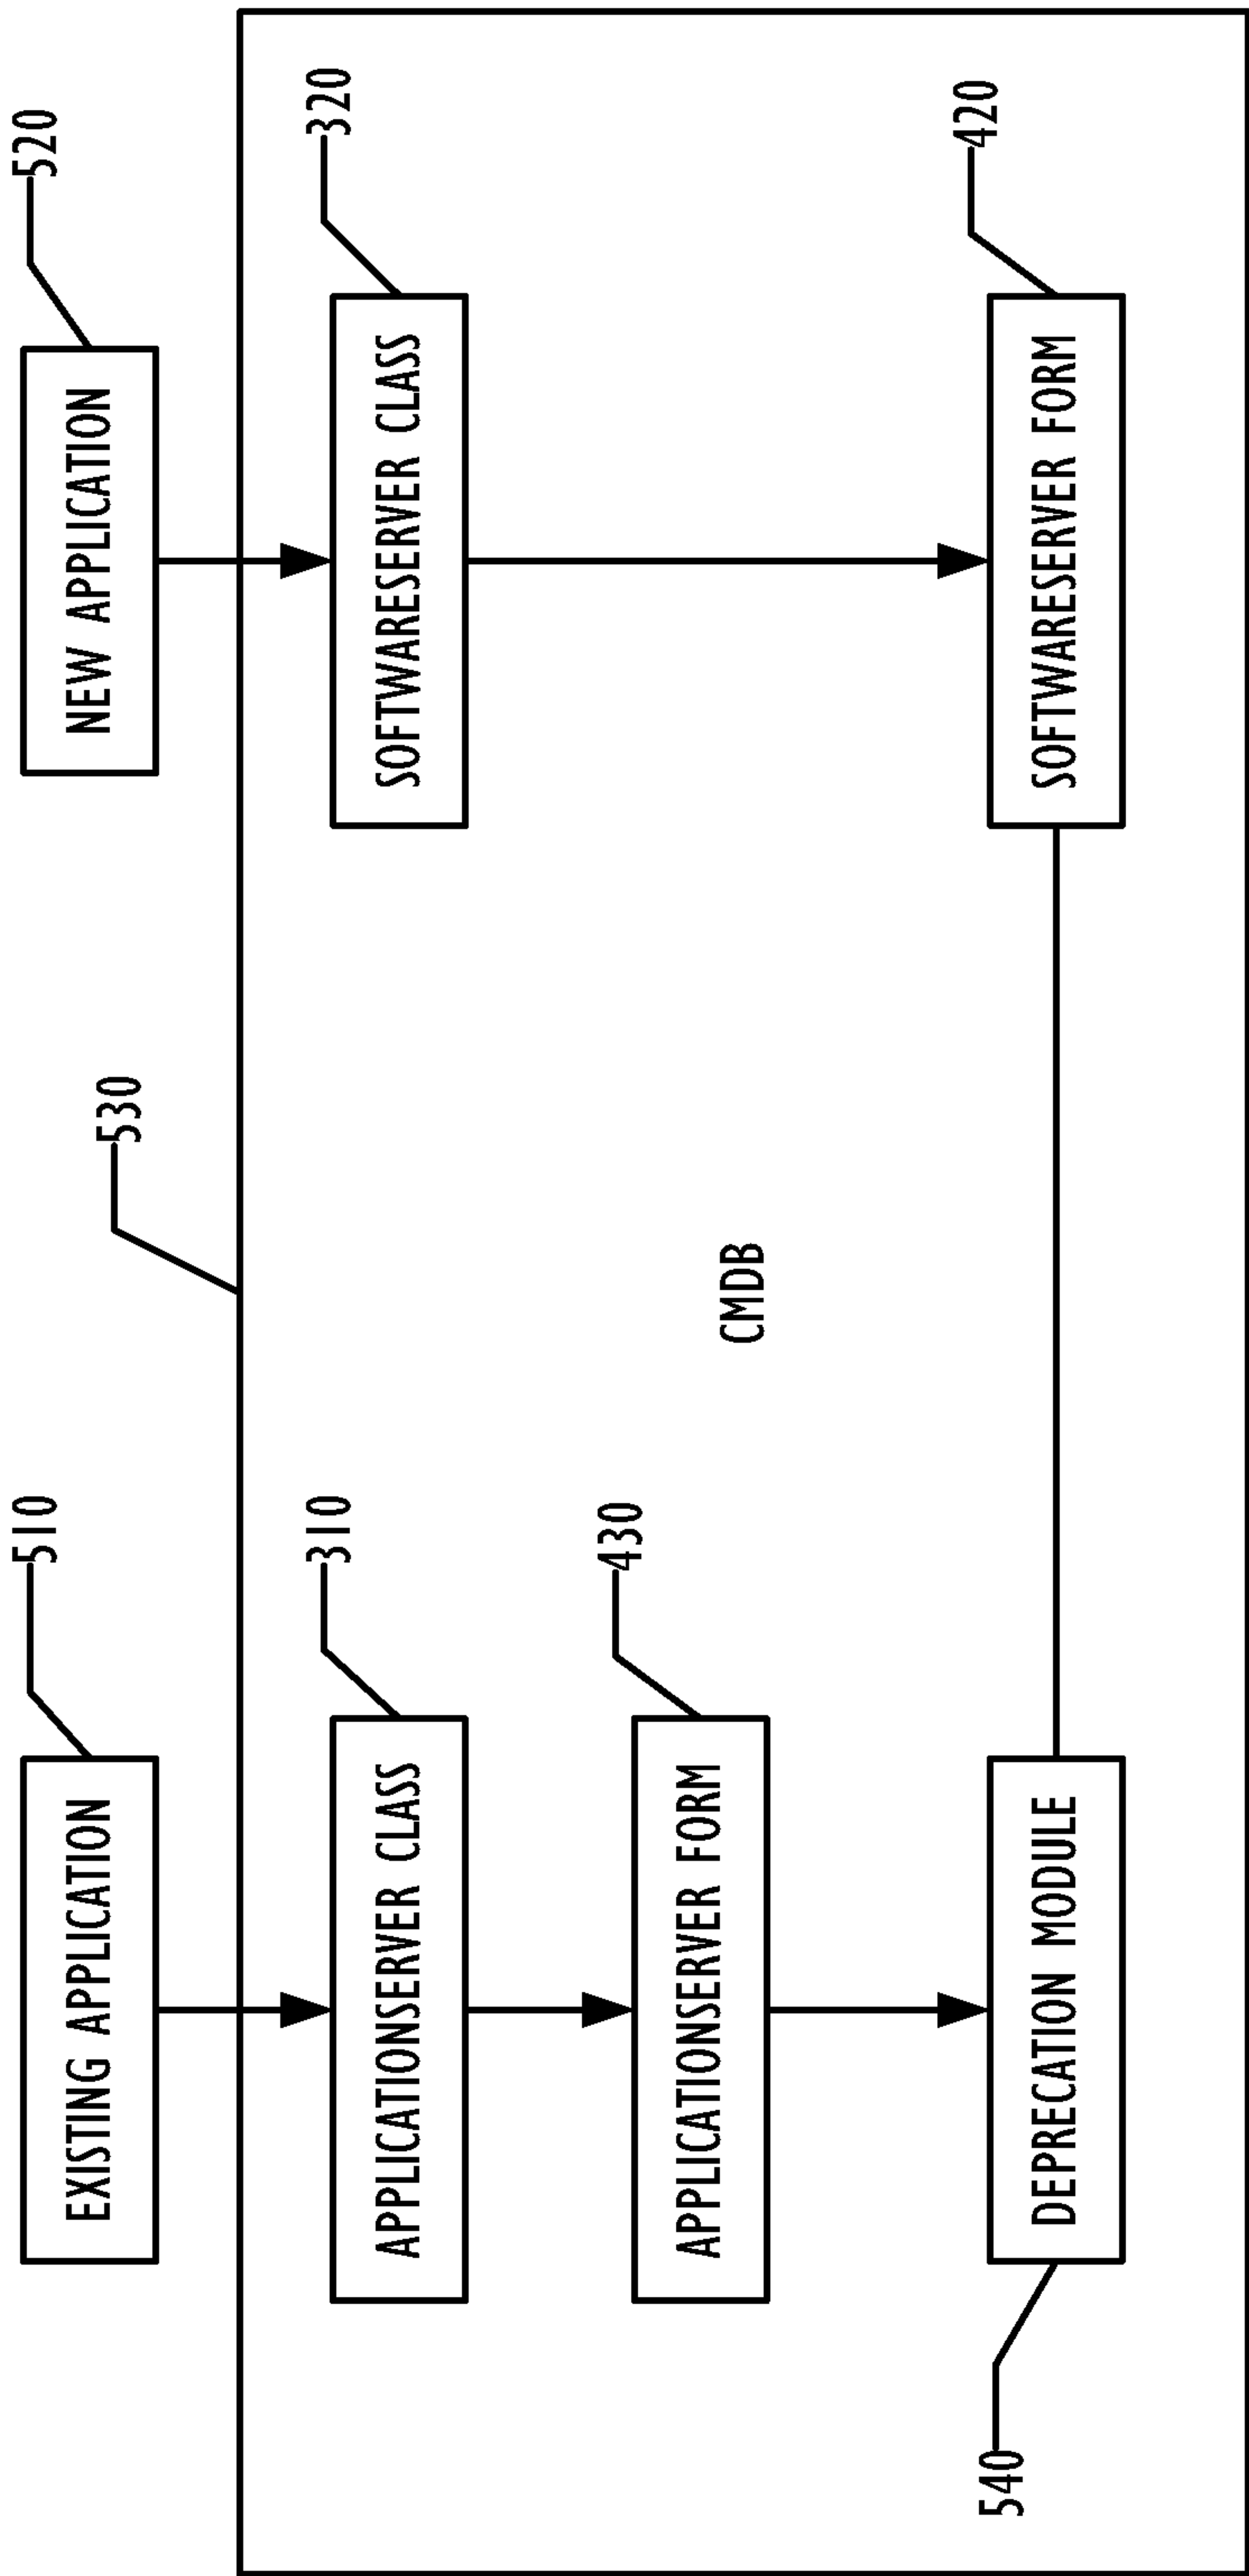 510
520
EXISTING APPLICATION
NEW APPLICATION
530
310
320
APPLICATIONSERVER CLASS
SOFTWARESERVER CLASS
430
APPLICATIONSERVER FORM
CMDB
420
540
DEPRECATION MODULE
SOFTWARESERVER FORM